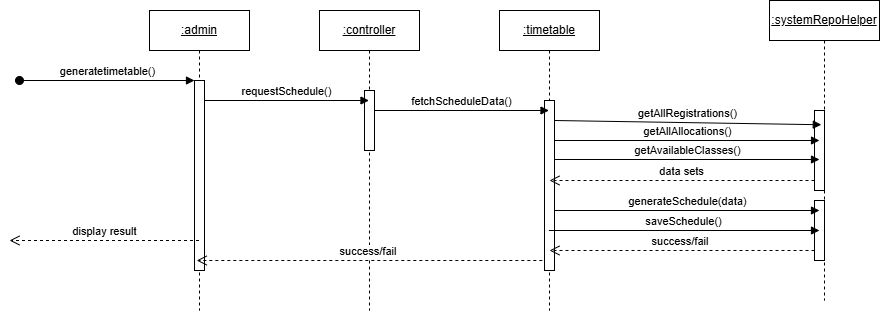 :admin
:controller
:timetable
:systemRepoHelper
generatetimetable()
requestSchedule()
fetchScheduleData()
getAllRegistrations()
getAllAllocations()
getAvailableClasses()
data sets
generateSchedule(data)
saveSchedule()
display result
success/fail
success/fail